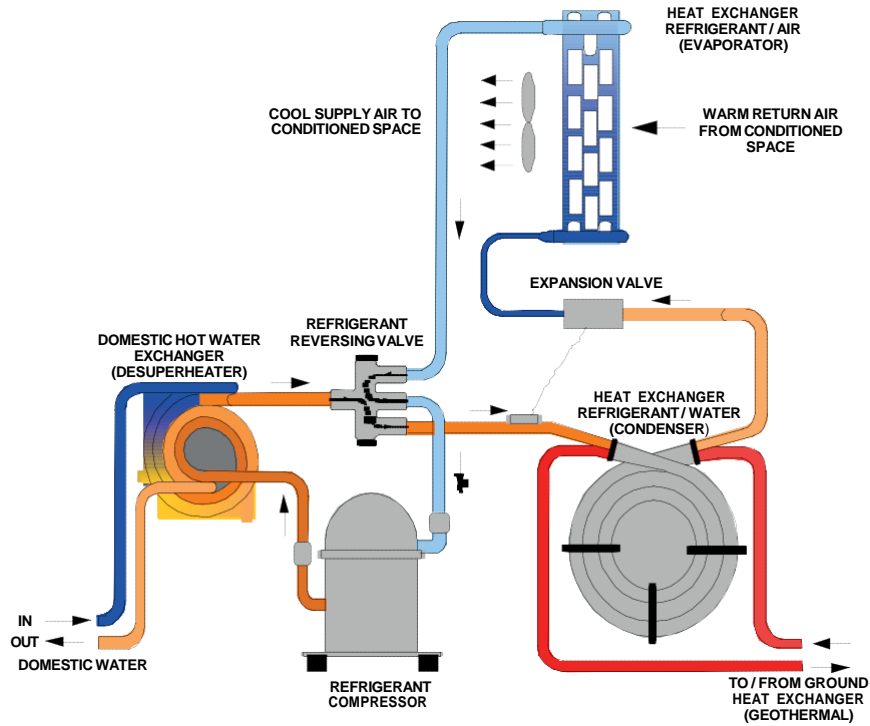 HEAT EXCHANGER
REFRIGERANT / AIR
(EVAPORATOR)
COOL SUPPLY AIR TO
CONDITIONED SPACE
WARM RETURN AIR
FROM CONDITIONED
SPACE
EXPANSION VALVE
REFRIGERANT
REVERSING VALVE
DOMESTIC HOT WATER
EXCHANGER
(DESUPERHEATER)
HEAT EXCHANGER
REFRIGERANT / WATER
(CONDENSER)
IN
OUT
DOMESTIC WATER
REFRIGERANT
COMPRESSOR
TO / FROM GROUND
HEAT EXCHANGER
(GEOTHERMAL)